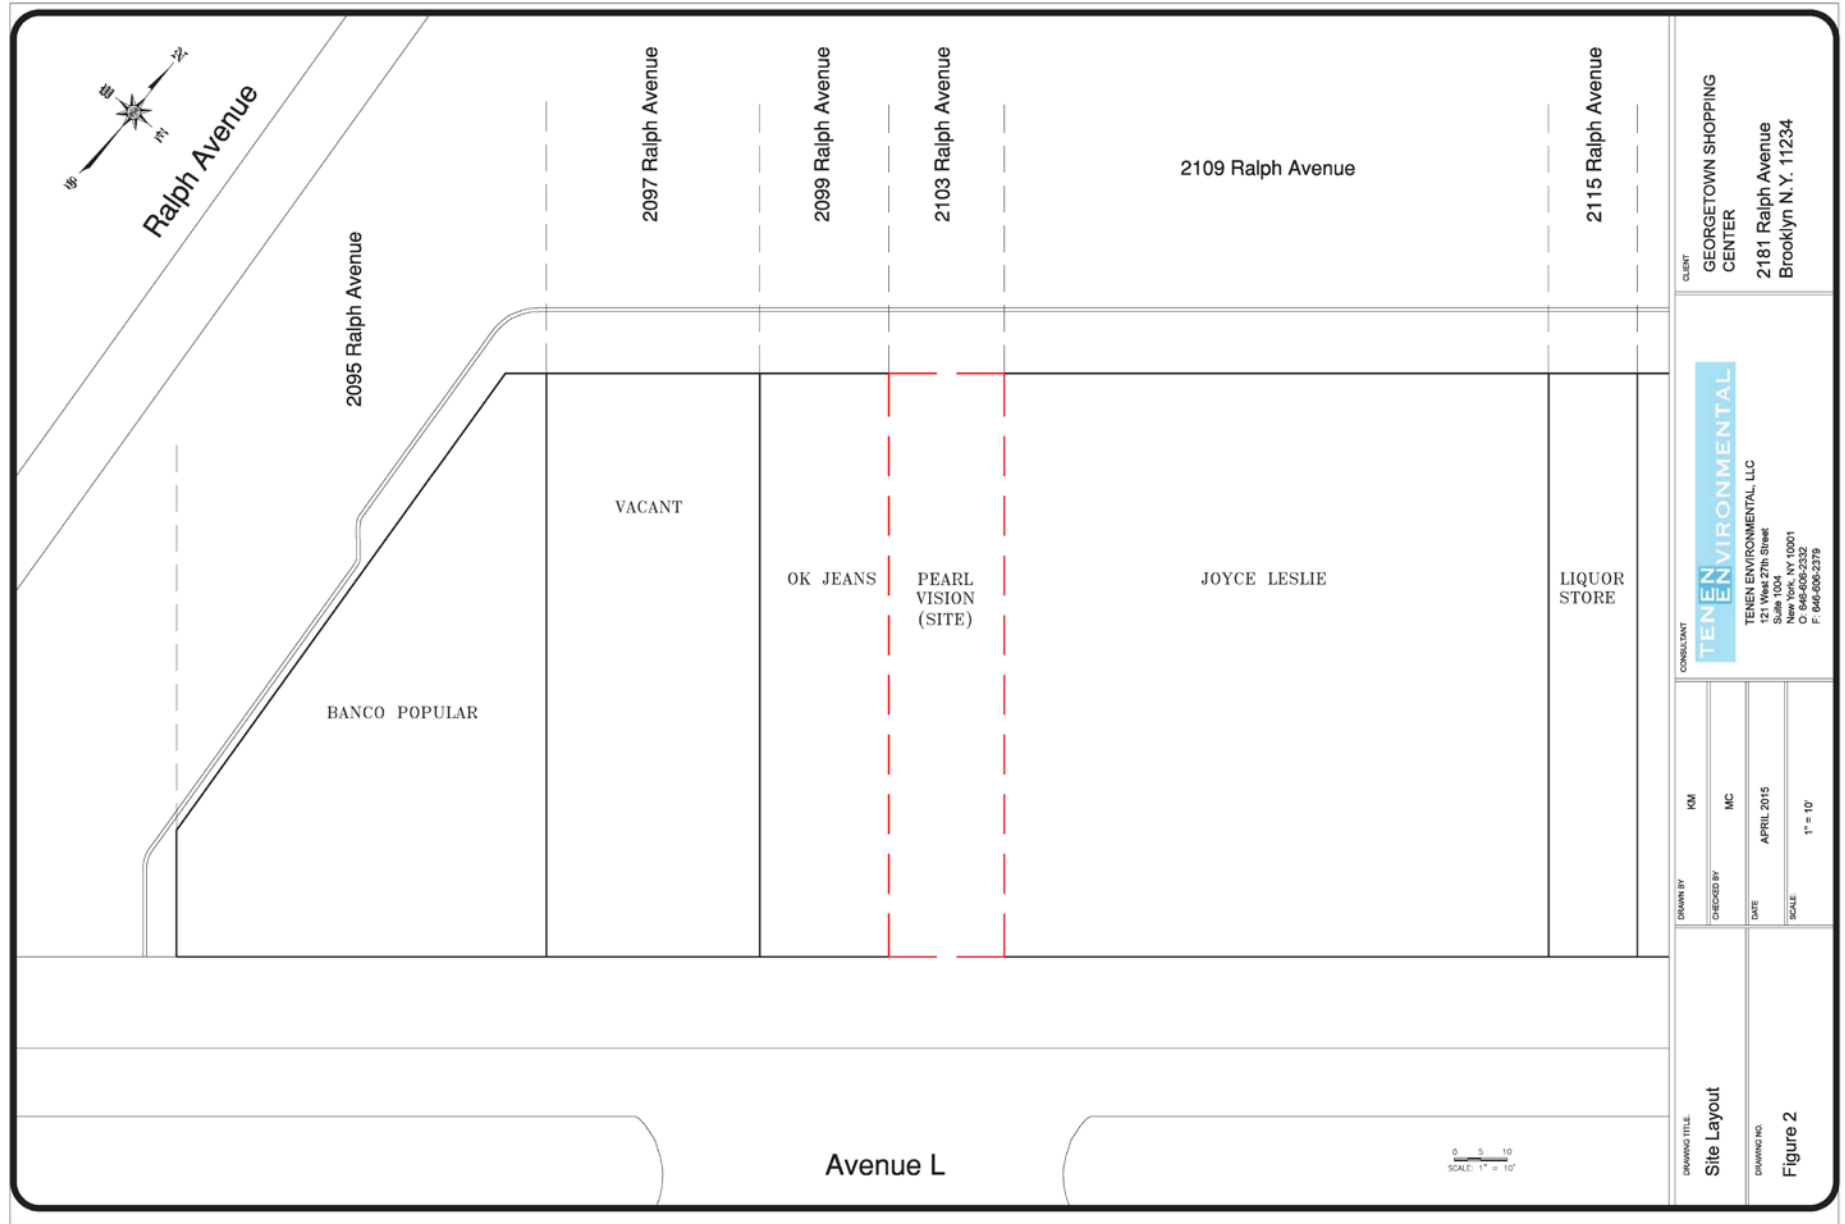 Ralph Avenue
2095 Ralph Avenue
2097 Ralph Avenue
2099 Ralph Avenue
2103 Ralph Avenue
2109 Ralph Avenue
2115 Ralph Avenue
VACANT
OK JEANS
PEARL
VISION
(SITE)
JOYCE LESLIE
LIQUOR
STORE
BANCO POPULAR
Avenue L
0 5 10
SCALE: 1" = 10'
CLIENT
GEORGETOWN SHOPPING
CENTER
2181 Ralph Avenue
Brooklyn N.Y. 11234
CONSULTANT
TENEN
ENVIRONMENTAL
TENEN ENVIRONMENTAL, LLC
121 West 27th Street
Suite 1004
New York, NY 10001
O: 646-606-2332
F: 646-606-2379
DRAWN BY
KM
CHECKED BY
MC
DATE
APRIL 2015
SCALE
1" = 10'
DRAWING TITLE
Site Layout
DRAWING NO.
Figure 2